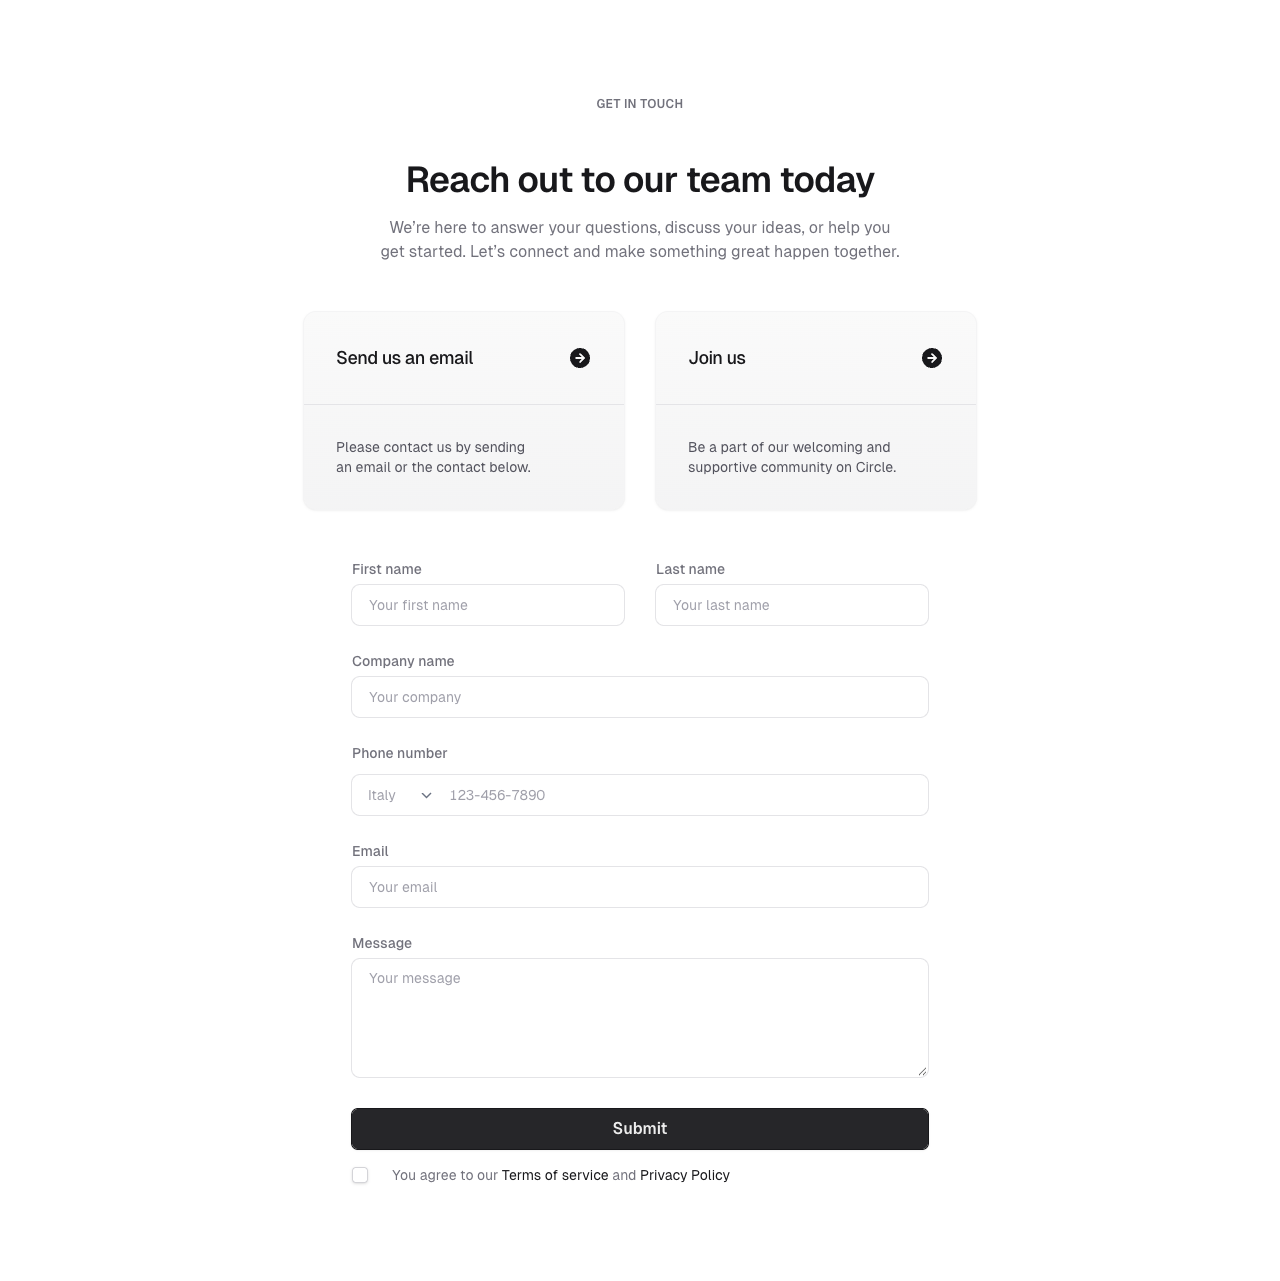 GET IN TOUCH
Reach out to our team today
We’re here to answer your questions, discuss your ideas, or help you
get started. Let’s connect and make something great happen together.
Send us an email
Please contact us by sending
an email or the contact below.
Join us
Be a part of our welcoming and
supportive community on Circle.
First name
Your first name
Last name
Your last name
Company name
Your company
Phone number
Italy 123-456-7890
Email
Your email
Message
Your message
Submit
You agree to our Terms of service and Privacy Policy